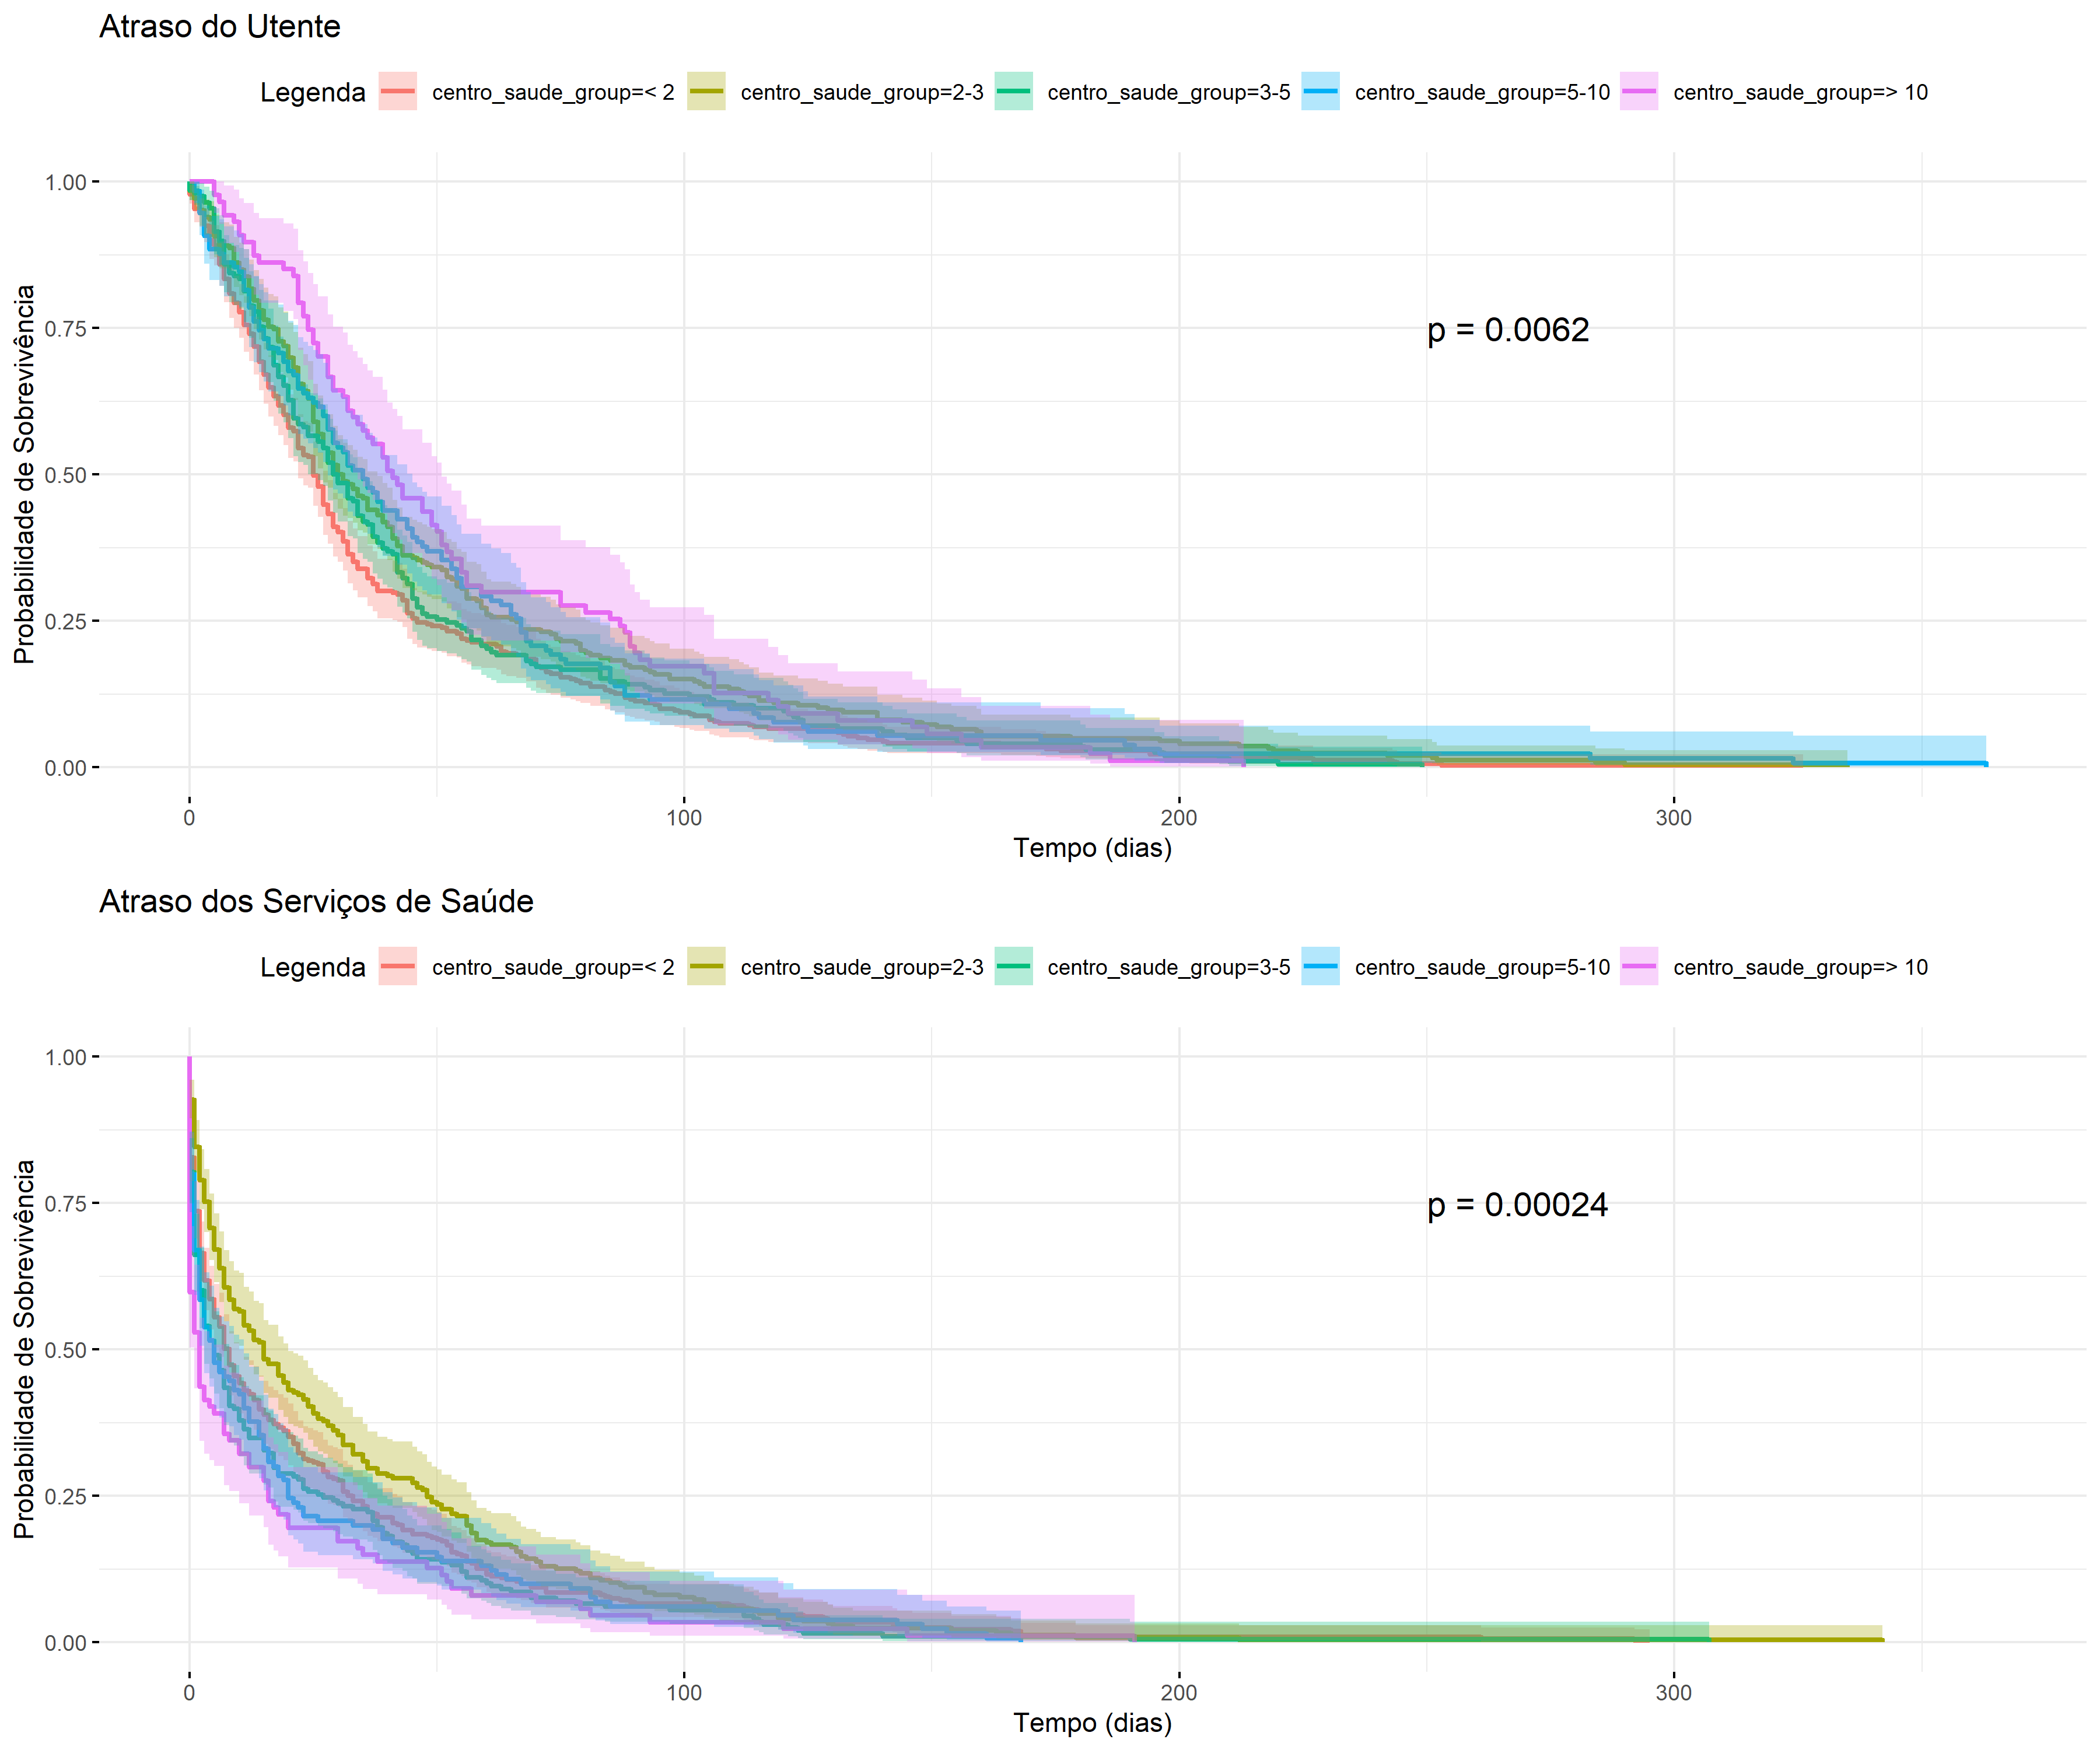 Atraso do Utente
Legenda centro_saude_group=< 2 centro_saude_group=2-3 centro_saude_group=3-5 centro_saude_group=5-10 centro_saude_group=> 10
Probabilidade de Sobrevivência
1.00
0.75
0.50
0.25
0.00
p = 0.0062
0 100 200 300
Tempo (dias)
Atraso dos Serviços de Saúde
Legenda centro_saude_group=< 2 centro_saude_group=2-3 centro_saude_group=3-5 centro_saude_group=5-10 centro_saude_group=> 10
Probabilidade de Sobrevivência
1.00
0.75
0.50
0.25
0.00
p = 0.00024
0 100 200 300
Tempo (dias)